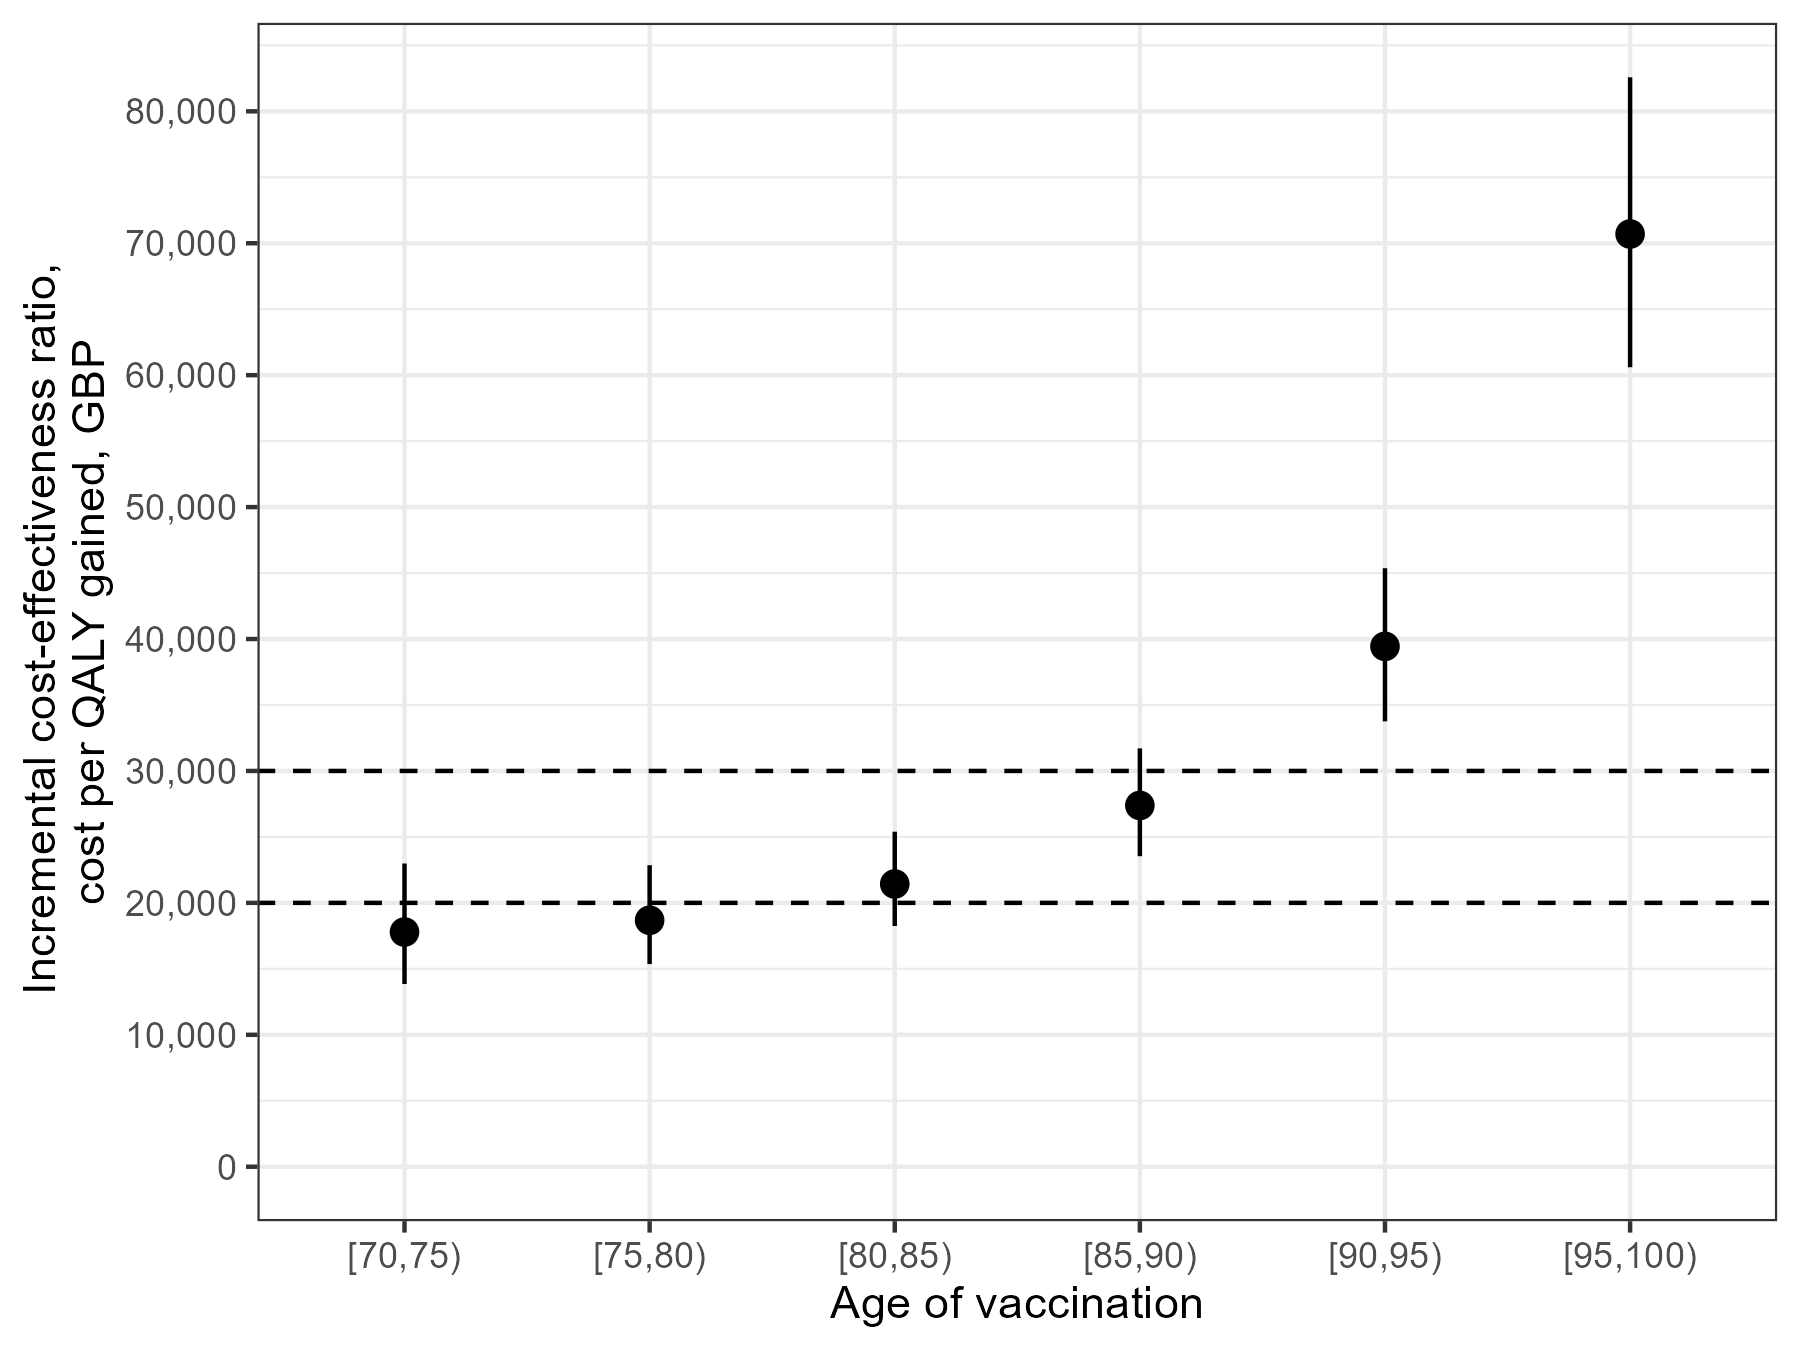 Incremental cost-effectiveness ratio,
cost per QALY gained, GBP
80,000
70,000
60,000
50,000
40,000
30,000
20,000
10,000
0
[70,75) [75,80) [80,85) [85,90) [90,95) [95,100)
Age of vaccination